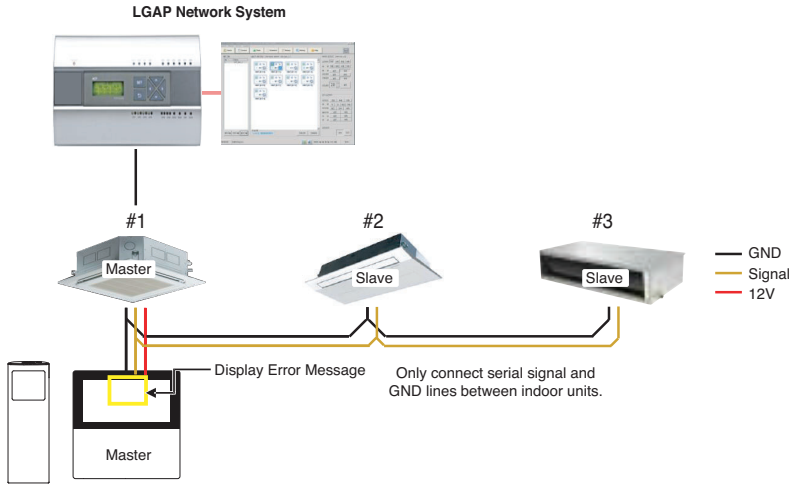 LGAP Network System
#1
#2
#3
Master
Slave
Slave
GND
Signal
12V
Display Error Message
Only connect serial signal and
GND lines between indoor units.
Master